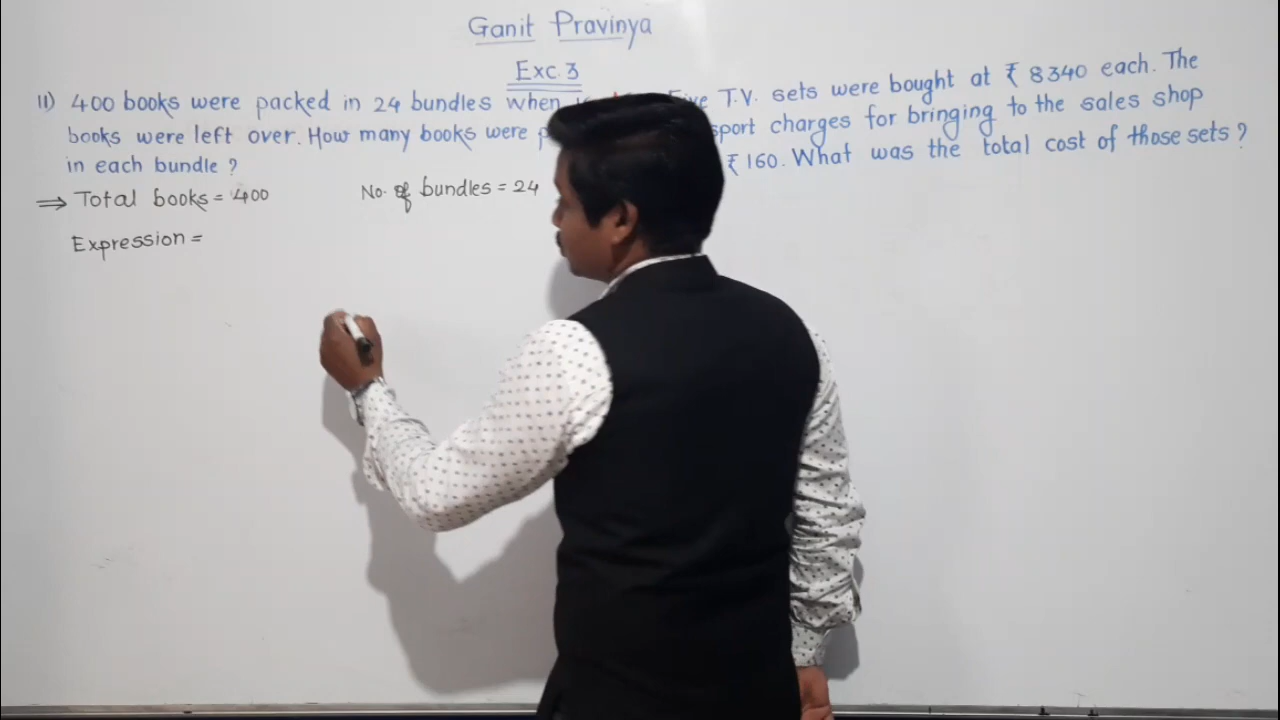 Ganit Pravinya
Exc. 3
11) 400 books were packed in 24 bundles when
books were left over. How many books were
in each bundle ?
T.V. sets were bought at ₹ 8340 each. The
charges for bringing to the sales shop
₹ 160. What was the total cost of those sets ?
⇒ Total books = 400
No. of bundles = 24
Expression =